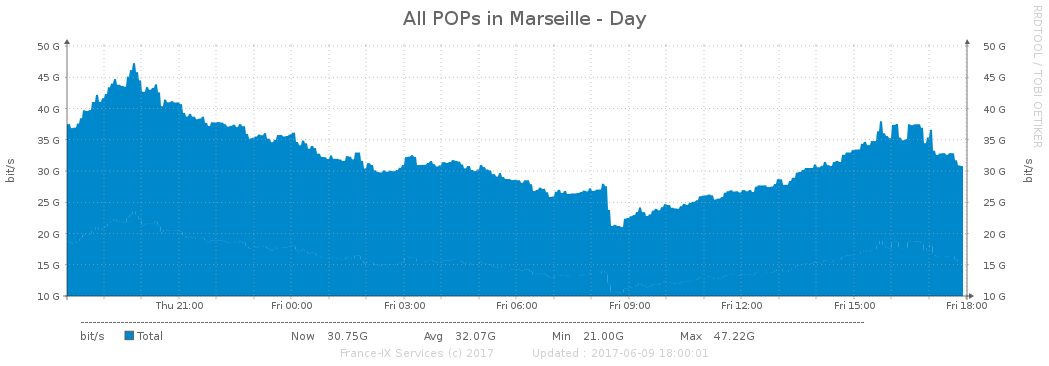 All POPs in Marseille - Day
RRDTOOL / TOBI OETIKER
50 G 50 G
45 G 45 G
40 G 40 G
35 G 35 G
30 G 30 G
25 G 25 G
20 G 20 G
15 G 15 G
10 G 10 G
bit/s bit/s
Thu 21:00 Fri 00:00 Fri 03:00 Fri 06:00 Fri 09:00 Fri 12:00 Fri 15:00 Fri 18:00
bit/s Total Now 30.75G Avg 32.07G Min 21.00G Max 47.22G
France-IX Services (c) 2017 Updated : 2017-06-09 18:00:01